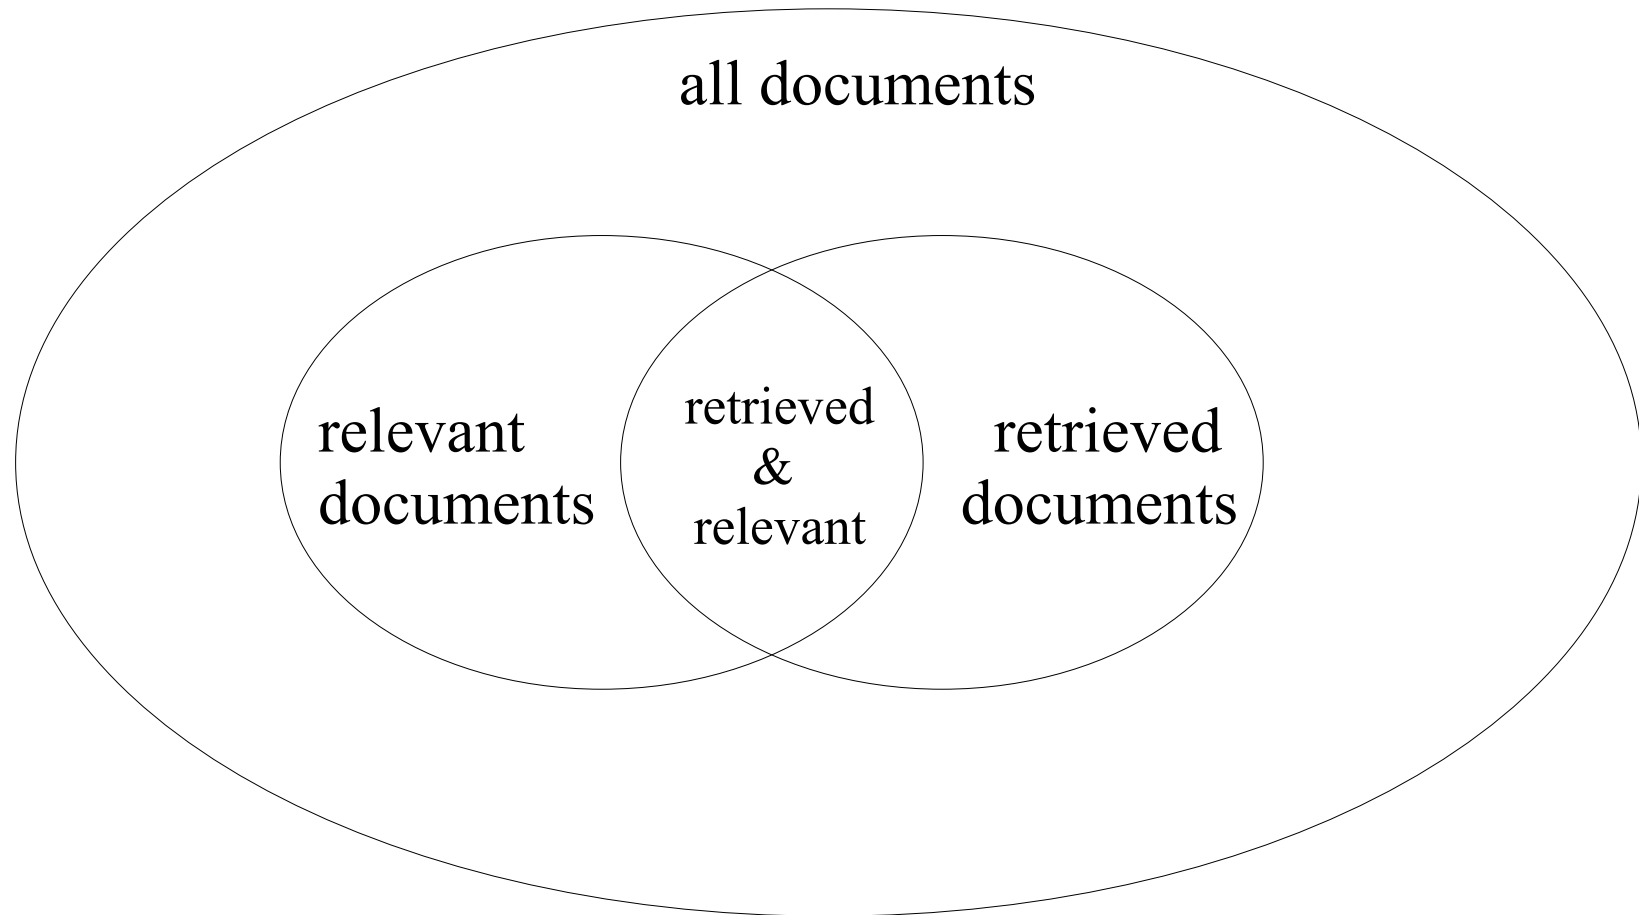 all documents
relevant
documents
retrieved
&
relevant
retrieved
documents